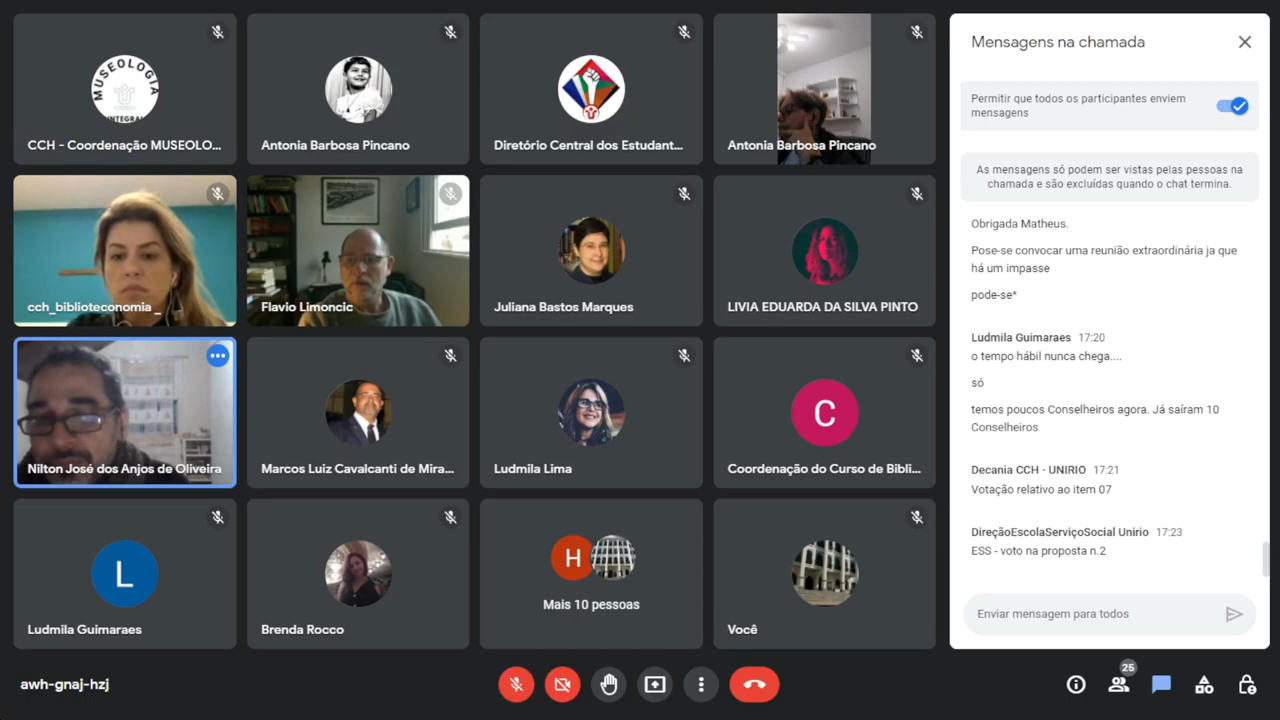 MUSEOLOGIA
INTEGRAL
CCH - Coordenação MUSEOLO...
Antonia Barbosa Pincano
Diretório Central dos Estudant...
Antonia Barbosa Pincano
cch_biblioteconomia _
Flavio Limoncic
Juliana Bastos Marques
LIVIA EDUARDA DA SILVA PINTO
Nilton José dos Anjos de Oliveira
Marcos Luiz Cavalcanti de Mira...
Ludmila Lima
C
Coordenação do Curso de Bibli...
L
Ludmila Guimaraes
Brenda Rocco
H
Mais 10 pessoas
Você
Mensagens na chamada
Permitir que todos os participantes enviem
mensagens
As mensagens só podem ser vistas pelas pessoas na
chamada e são excluídas quando o chat termina.
Obrigada Matheus.
Pose-se convocar uma reunião extraordinária ja que
há um impasse
pode-se*
Ludmila Guimaraes 17:20
o tempo hábil nunca chega....
só
temos poucos Conselheiros agora. Já saíram 10
Conselheiros
Decania CCH - UNIRIO 17:21
Votação relativo ao item 07
DireçãoEscolaServiçoSocial Unirio 17:23
ESS - voto na proposta n.2
Enviar mensagem para todos
awh-gnaj-hzj
25